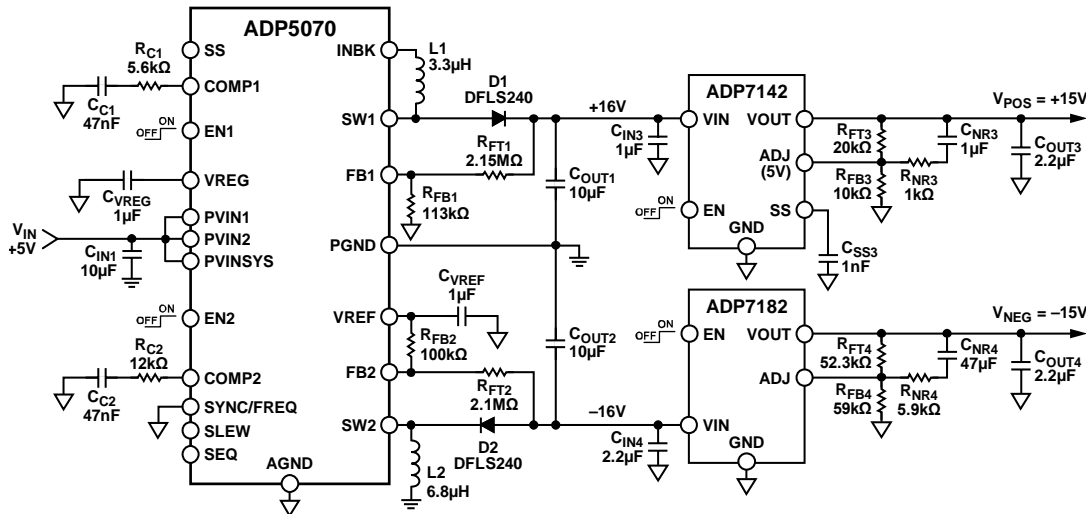 ADP5070
SS
COMP1
EN1
VREG
PVIN1
PVIN2
PVINSYS
EN2
COMP2
SYNC/FREQ
SLEW
SEQ
AGND
INBK
SW1
FB1
PGND
VREF
FB2
SW2
RC1
5.6kΩ
CC1
47nF
ON
OFF
CVREG
1µF
VIN
+5V
CIN1
10µF
ON
OFF
RC2
12kΩ
CC2
47nF
L1
3.3µH
D1
DFLS240
RFT1
2.15MΩ
RFB1
113kΩ
COUT1
10µF
CVREF
1µF
RFB2
100kΩ
RFT2
2.1MΩ
COUT2
10µF
D2
DFLS240
L2
6.8µH
+16V
CIN3
1µF
ON
OFF
ADP7142
VIN
VOUT
ADJ
(5V)
EN
SS
GND
VPOS = +15V
RFT3
20kΩ
CNR3
1µF
COUT3
2.2µF
RFB3
10kΩ
RNR3
1kΩ
CSS3
1nF
–16V
CIN4
2.2µF
ON
OFF
ADP7182
EN
VOUT
ADJ
VIN
GND
VNEG = –15V
RFT4
52.3kΩ
CNR4
47µF
COUT4
2.2µF
RFB4
59kΩ
RNR4
5.9kΩ